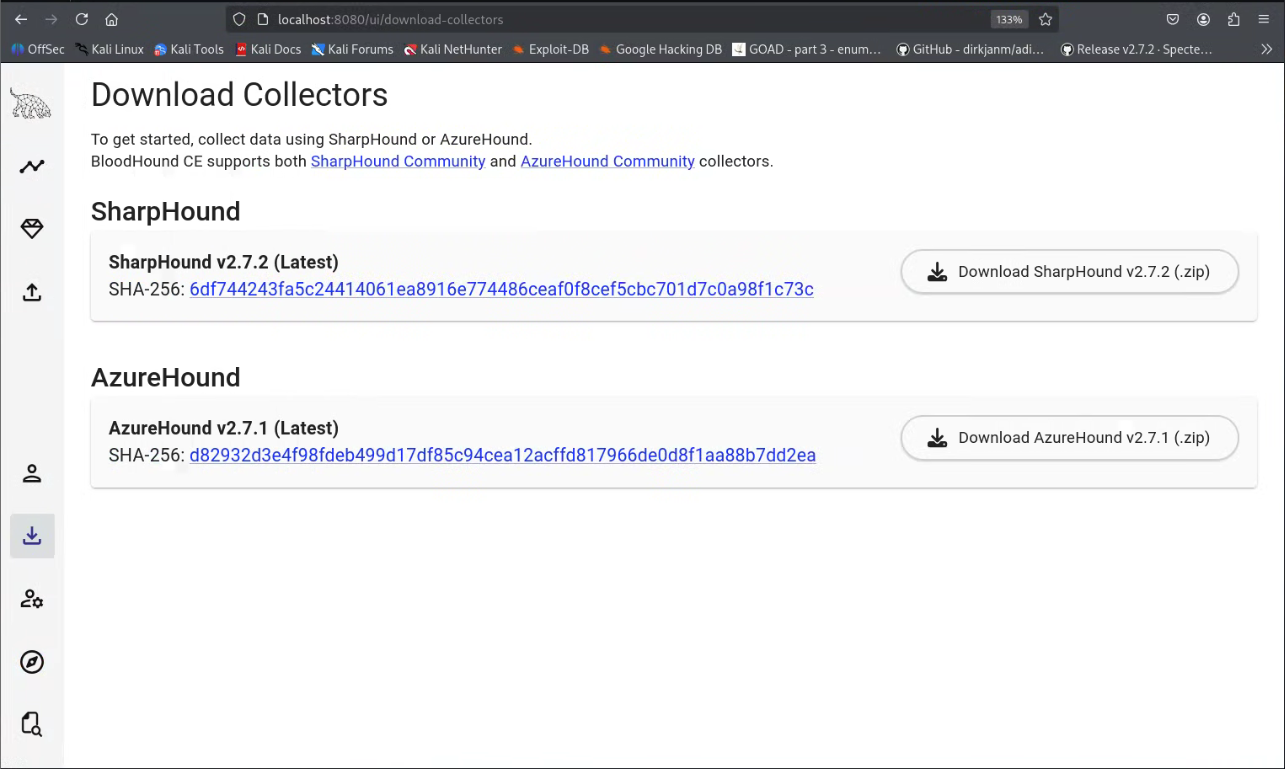 localhost:8080/ui/download-collectors
133%
OffSec Kali Linux Kali Tools Kali Docs Kali Forums Kali NetHunter Exploit-DB Google Hacking DB GOAD - part 3 - enum... GitHub - dirkjanm/adi... Release v2.7.2 · Specte...
Download Collectors
To get started, collect data using SharpHound or AzureHound.
BloodHound CE supports both SharpHound Community and AzureHound Community collectors.
SharpHound
SharpHound v2.7.2 (Latest)
SHA-256: 6df744243fa5c24414061ea8916e774486ceaf0f8cef5cbc701d7c0a98f1c73c
Download SharpHound v2.7.2 (.zip)
AzureHound
AzureHound v2.7.1 (Latest)
SHA-256: d82932d3e4f98fdeb499d17df85c94cea12acffd817966de0d8f1aa88b7dd2ea
Download AzureHound v2.7.1 (.zip)